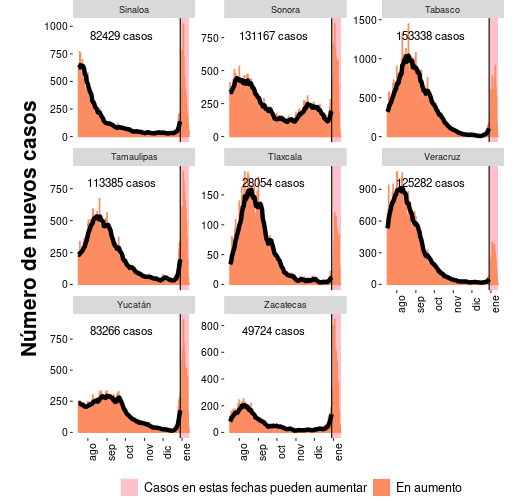 Sinaloa
Sonora
Tabasco
1000
750
500
250
0
82429 casos
750
500
250
0
131167 casos
1500
1000
500
0
153338 casos
Tamaulipas
Tlaxcala
Veracruz
750
500
250
0
113385 casos
150
100
50
0
28054 casos
900
600
300
0
125282 casos
Yucatán
Zacatecas
ago
sep
oct
nov
dic
ene
750
500
250
0
83266 casos
800
600
400
200
0
49724 casos
ago
sep
oct
nov
dic
ene
ago
sep
oct
nov
dic
ene
Número de nuevos casos
Casos en estas fechas pueden aumentar
En aumento